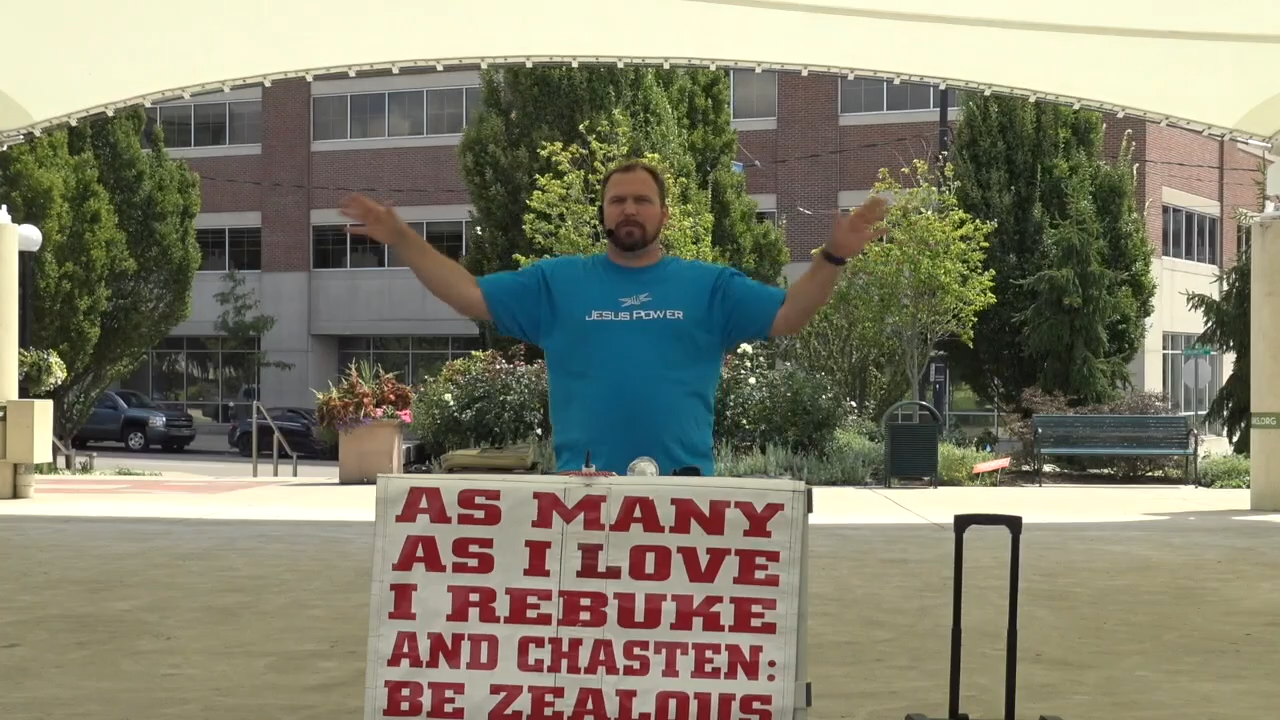 JESUS POWER
AS MANY
AS I LOVE
I REBUKE
AND CHASTEN:
BE ZEALOUS